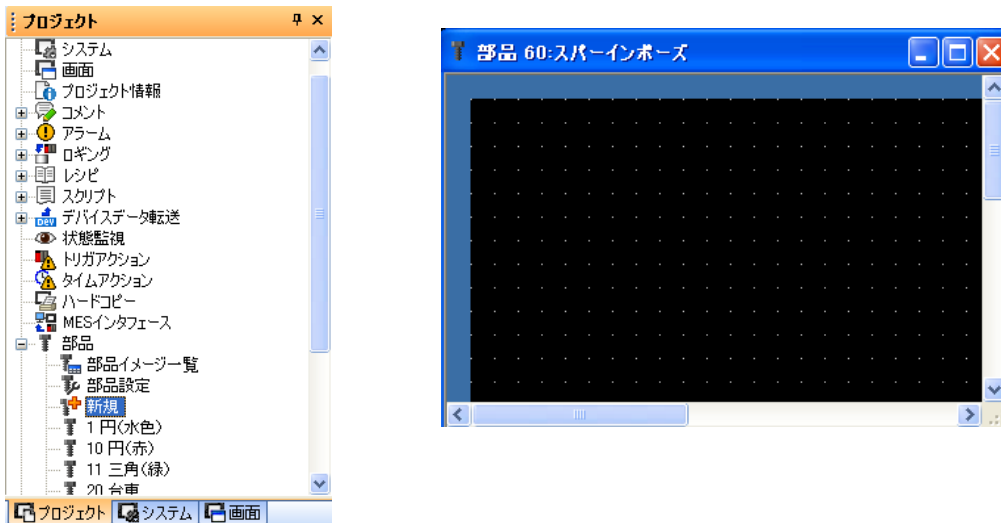 プロジェクト
システム
画面
プロジェクト情報
コメント
アラーム
ロギング
レシピ
スクリプト
デバイスデータ転送
状態監視
トリガアクション
タイムアクション
ハードコピー
MESインタフェース
部品
部品イメージ一覧
部品設定
新規
1 円(水色)
10 円(赤)
11 三角(緑)
20 台車
プロジェクト システム 画面
部品 60:スパーインポーズ